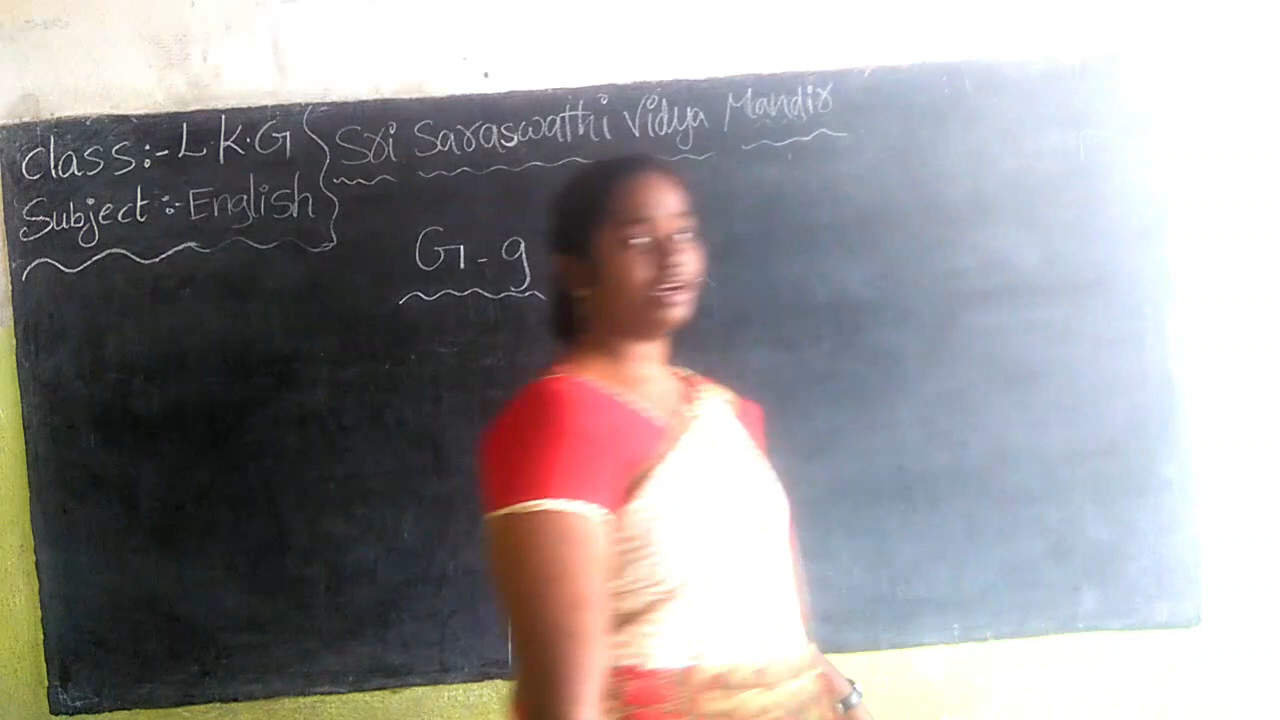 Class:- L.K.G
Subject:- English
Sri Saraswathi Vidya Mandir
G - g